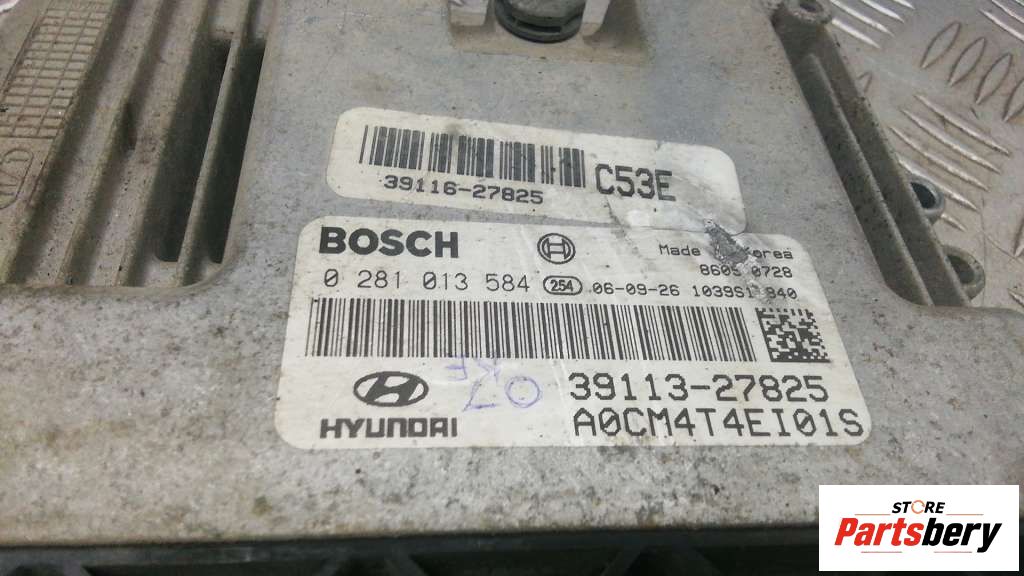 39116-27825
C53E
BOSCH
Made Korea
0728
0 281 013 584 254 06-09-26
HYUNDAI
39113-27825
A0CM4T4EI01S
STORE
Partsbery